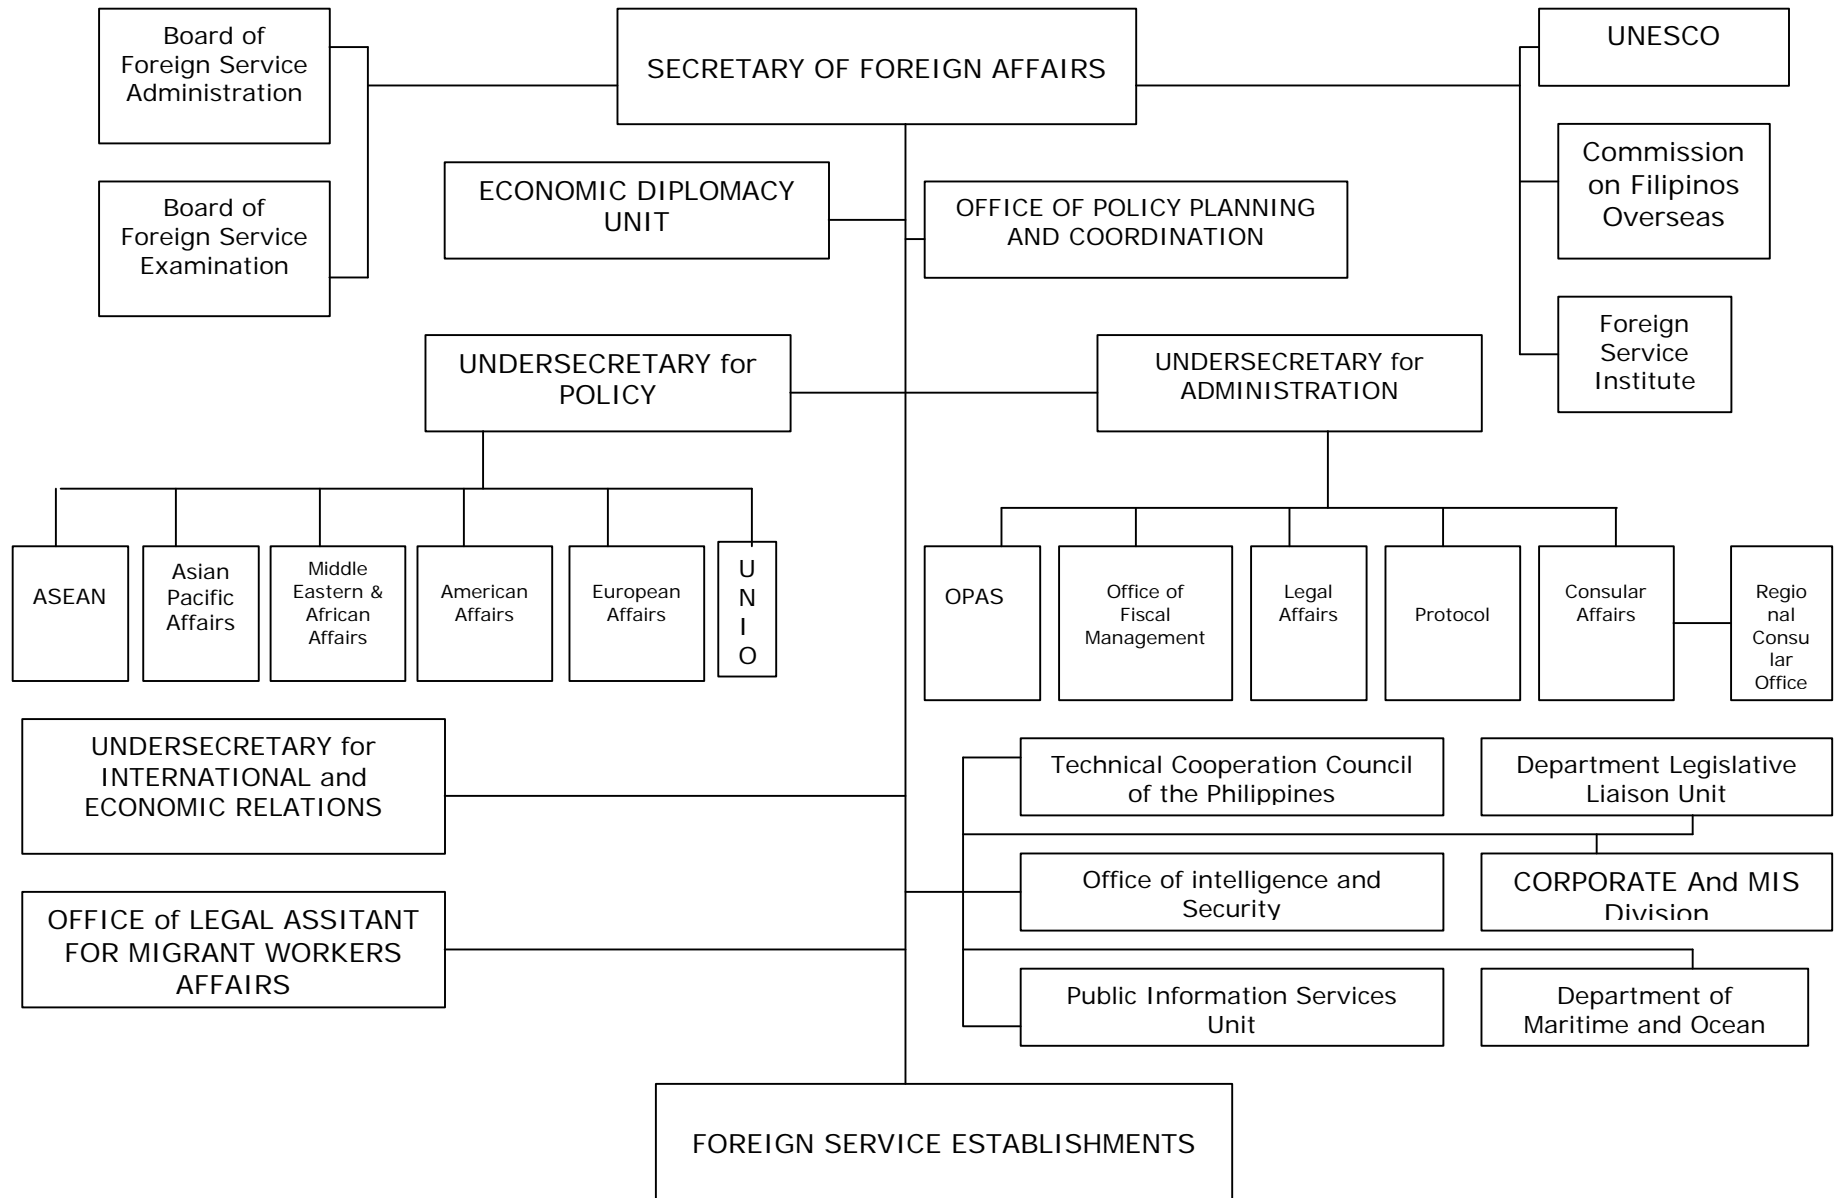 Board of
Foreign Service
Administration
SECRETARY OF FOREIGN AFFAIRS
UNESCO
Commission
on Filipinos
Overseas
Board of
Foreign Service
Examination
ECONOMIC DIPLOMACY
UNIT
OFFICE OF POLICY PLANNING
AND COORDINATION
Foreign
Service
Institute
UNDERSECRETARY for
POLICY
UNDERSECRETARY for
ADMINISTRATION
ASEAN
Asian
Pacific
Affairs
Middle
Eastern &
African
Affairs
American
Affairs
European
Affairs
U
N
I
O
OPAS
Office of
Fiscal
Management
Legal
Affairs
Protocol
Consular
Affairs
Regio
nal
Consu
lar
Office
UNDERSECRETARY for
INTERNATIONAL and
ECONOMIC RELATIONS
Technical Cooperation Council
of the Philippines
Department Legislative
Liaison Unit
Office of intelligence and
Security
CORPORATE And MIS
Division
OFFICE of LEGAL ASSITANT
FOR MIGRANT WORKERS
AFFAIRS
Public Information Services
Unit
Department of
Maritime and Ocean
FOREIGN SERVICE ESTABLISHMENTS